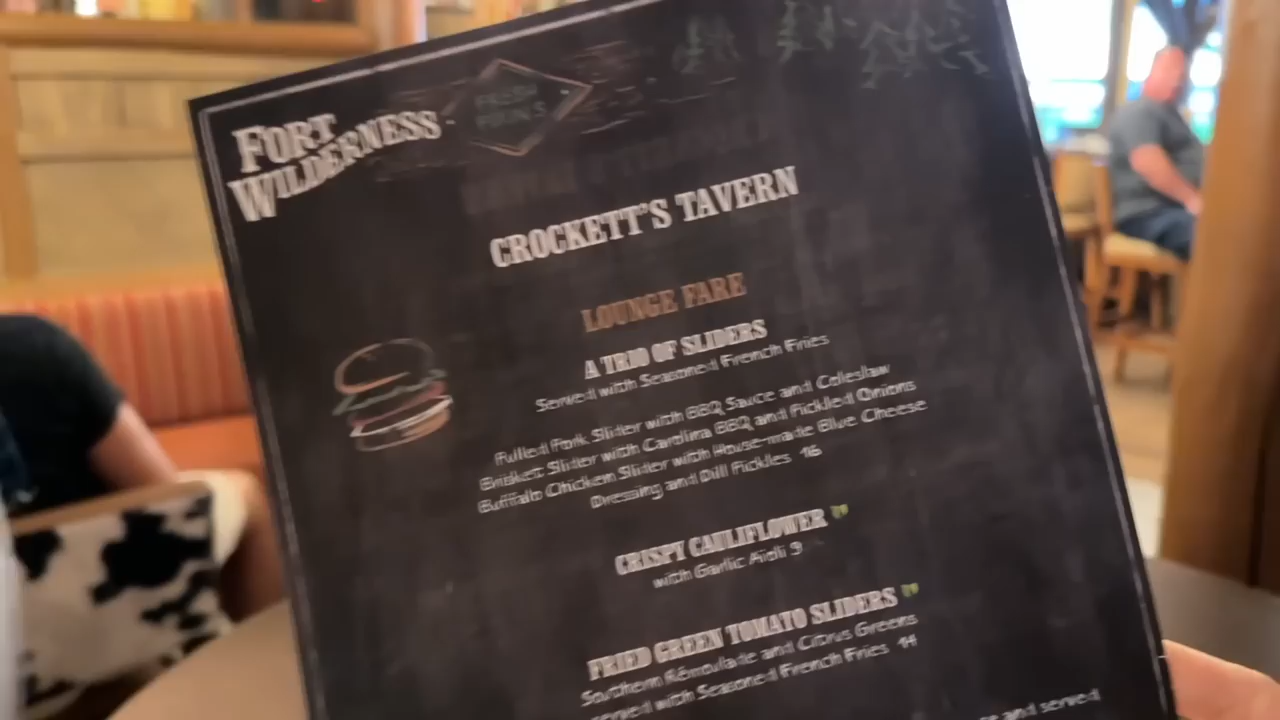 FORT
WILDERNESS
CROCKETT'S TAVERN
LOUNGE FARE
A TRIO OF SLIDERS
Served with Seasoned French Fries
Pulled Pork Slider with BBQ Sauce and Coleslaw
Brisket Slider with Carolina BBQ and Pickled Onions
Buffalo Chicken Slider with House-made Blue Cheese
Dressing and Dill Pickles 16
CRISPY CAULIFLOWER
with Garlic Aïoli 9
FRIED GREEN TOMATO SLIDERS
Southern Rémoulade and Citrus Greens
served with Seasoned French Fries 14
and served